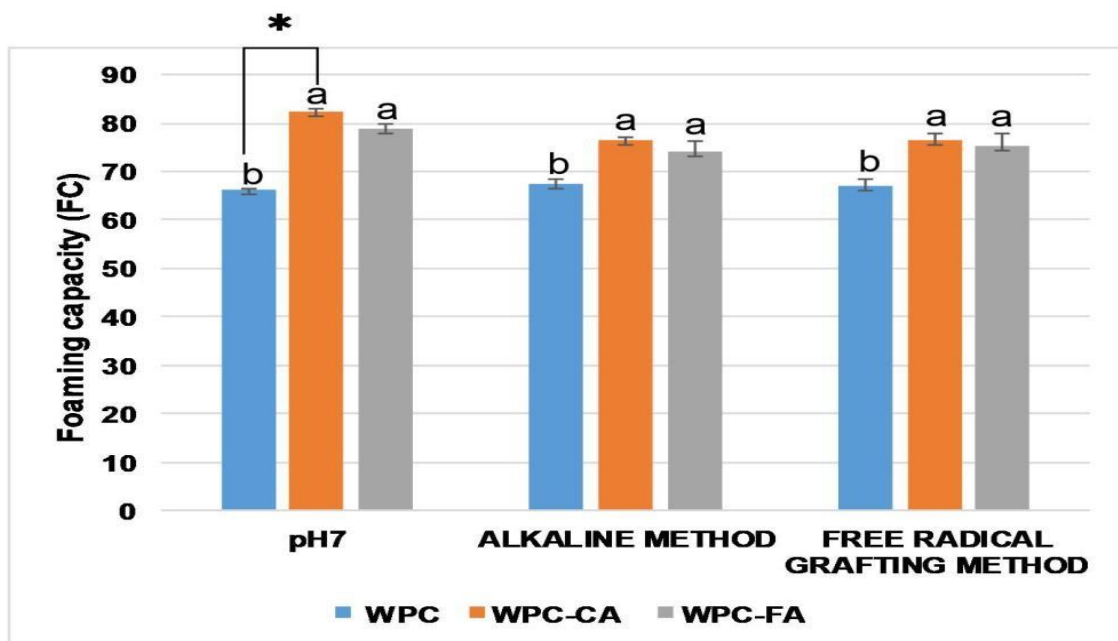 *
90
80
70
60
50
40
30
20
10
0
Foaming capacity (FC)
b
a
a
b
a
a
b
a
a
pH7
ALKALINE METHOD
FREE RADICAL
GRAFTING METHOD
WPC
WPC-CA
WPC-FA